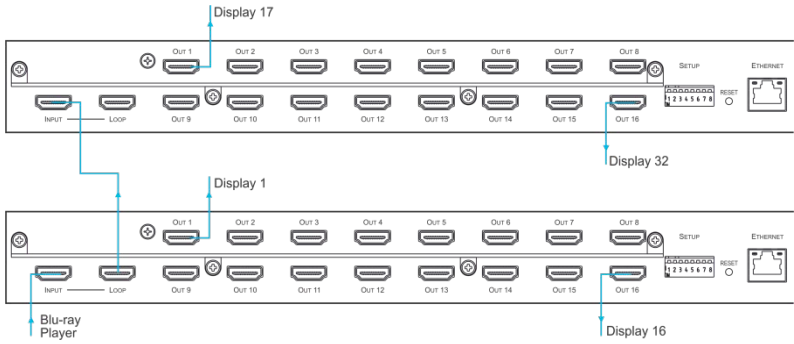 Display 17
OUT 1 OUT 2 OUT 3 OUT 4 OUT 5 OUT 6 OUT 7 OUT 8
SETUP ETHERNET
1 2 3 4 5 6 7 8 RESET
INPUT LOOP OUT 9 OUT 10 OUT 11 OUT 12 OUT 13 OUT 14 OUT 15 OUT 16
Display 32
Display 1
OUT 1 OUT 2 OUT 3 OUT 4 OUT 5 OUT 6 OUT 7 OUT 8
SETUP ETHERNET
1 2 3 4 5 6 7 8 RESET
INPUT LOOP OUT 9 OUT 10 OUT 11 OUT 12 OUT 13 OUT 14 OUT 15 OUT 16
Blu-ray
Player
Display 16